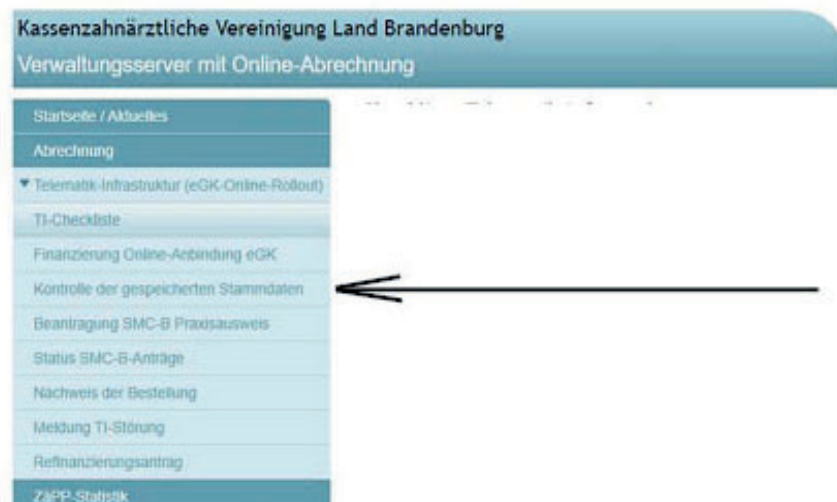 Kassenzahnärztliche Vereinigung Land Brandenburg
Verwaltungsserver mit Online-Abrechnung
Startseite / Aktuelles
Abrechnung
Telematik-Infrastruktur (eGK-Online-Rollout)
TI-Checkliste
Finanzierung Online-Anbindung eGK
Kontrolle der gespeicherten Stammdaten
Beantragung SMC-B Praxisausweis
Status SMC-B-Anträge
Nachweis der Bestellung
Meldung TI-Störung
Refinanzierungsantrag
ZäPP-Statistik